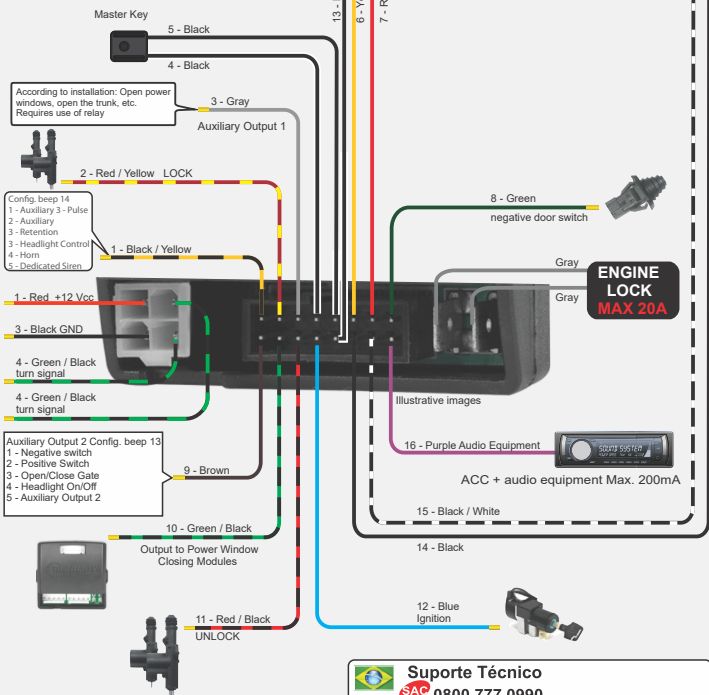 Master Key
5 - Black
4 - Black
13 -
6 - Y
7 - R
According to installation: Open power
windows, open the trunk, etc.
Requires use of relay
3 - Gray
Auxiliary Output 1
2 - Red / Yellow LOCK
Config. beep 14
1 - Auxiliary 3 - Pulse
2 - Auxiliary
3 - Retention
3 - Headlight Control
4 - Horn
5 - Dedicated Siren
1 - Black / Yellow
8 - Green
negative door switch
Gray
Gray
ENGINE
LOCK
MAX 20A
1 - Red +12 Vcc
3 - Black GND
4 - Green / Black
turn signal
4 - Green / Black
turn signal
Illustrative images
Auxiliary Output 2 Config. beep 13
1 - Negative switch
2 - Positive Switch
3 - Open/Close Gate
4 - Headlight On/Off
5 - Auxiliary Output 2
9 - Brown
16 - Purple Audio Equipment
SOUND SYSTEM
ACC + audio equipment Max. 200mA
15 - Black / White
14 - Black
10 - Green / Black
Output to Power Window
Closing Modules
11 - Red / Black
UNLOCK
12 - Blue
Ignition
Suporte Técnico
SAC 0800 777 0990